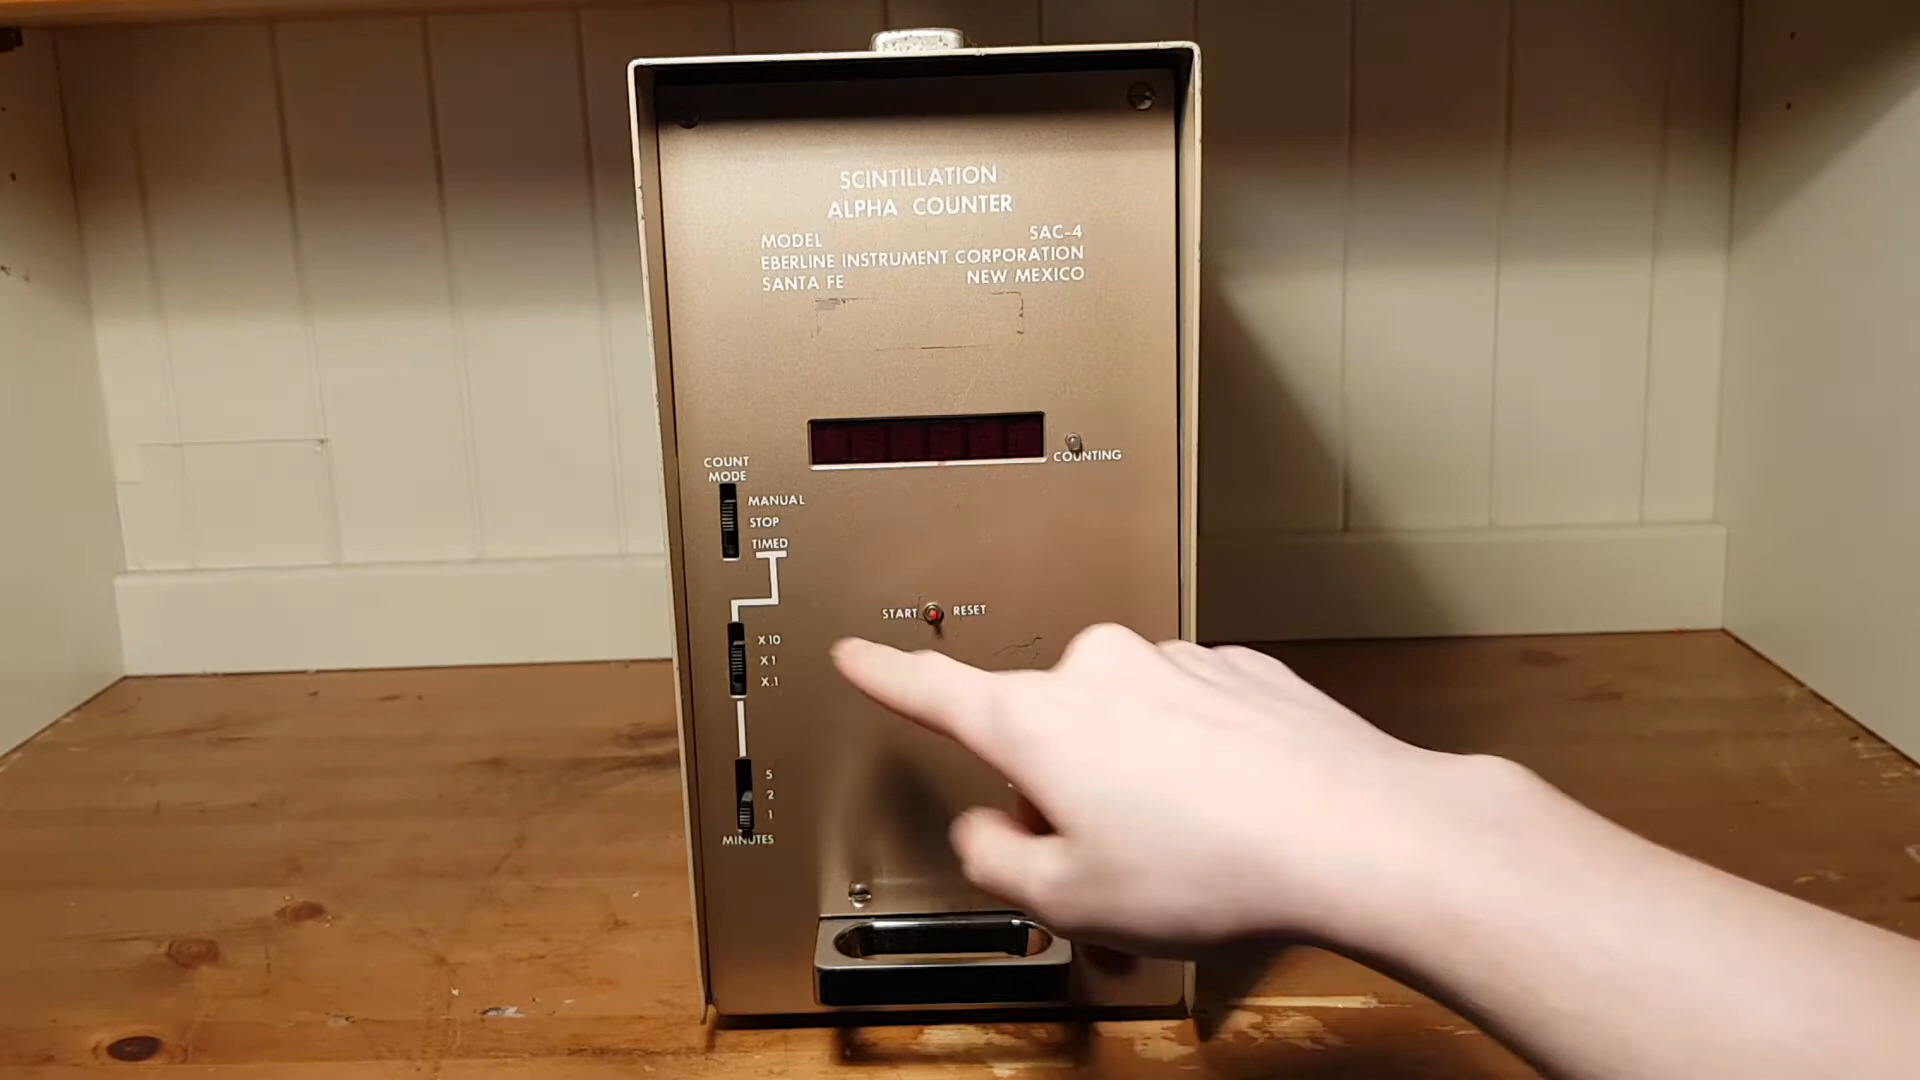 SCINTILLATION
ALPHA COUNTER
MODEL SAC-4
EBERLINE INSTRUMENT CORPORATION
SANTA FE NEW MEXICO
COUNTING
COUNT
MODE
MANUAL
STOP
TIMED
START RESET
X10
X1
X.1
5
2
1
MINUTES